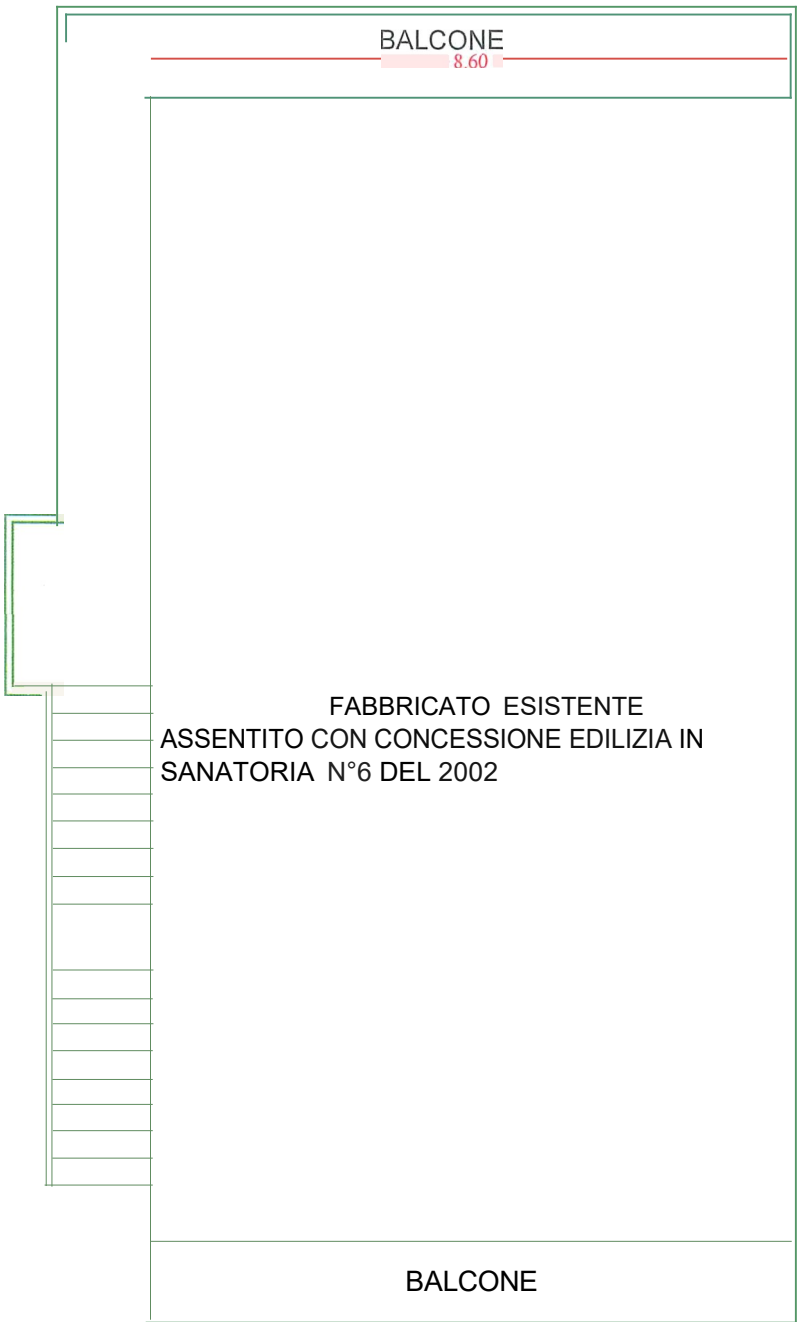 BALCONE
8.60
FABBRICATO ESISTENTE
ASSENTITO CON CONCESSIONE EDILIZIA IN
SANATORIA N°6 DEL 2002
BALCONE